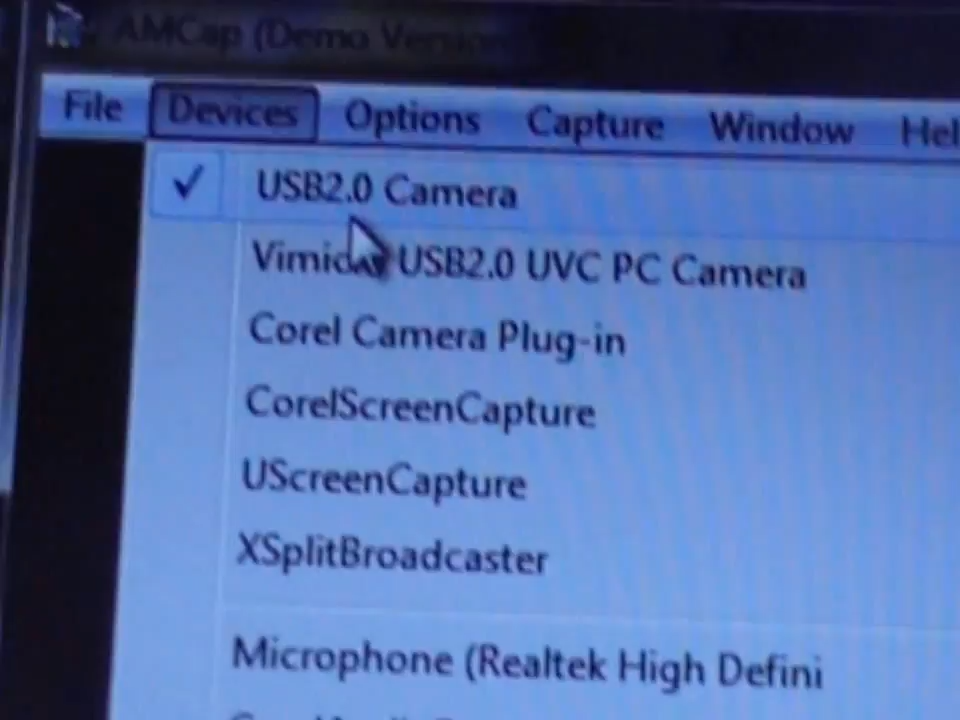 AMCap (Demo Version
File Devices Options Capture Window Hel
USB2.0 Camera
USB2.0 UVC PC Camera
Corel Camera Plug-in
CorelScreenCapture
UScreenCapture
XSplitBroadcaster
Microphone (Realtek High Defini